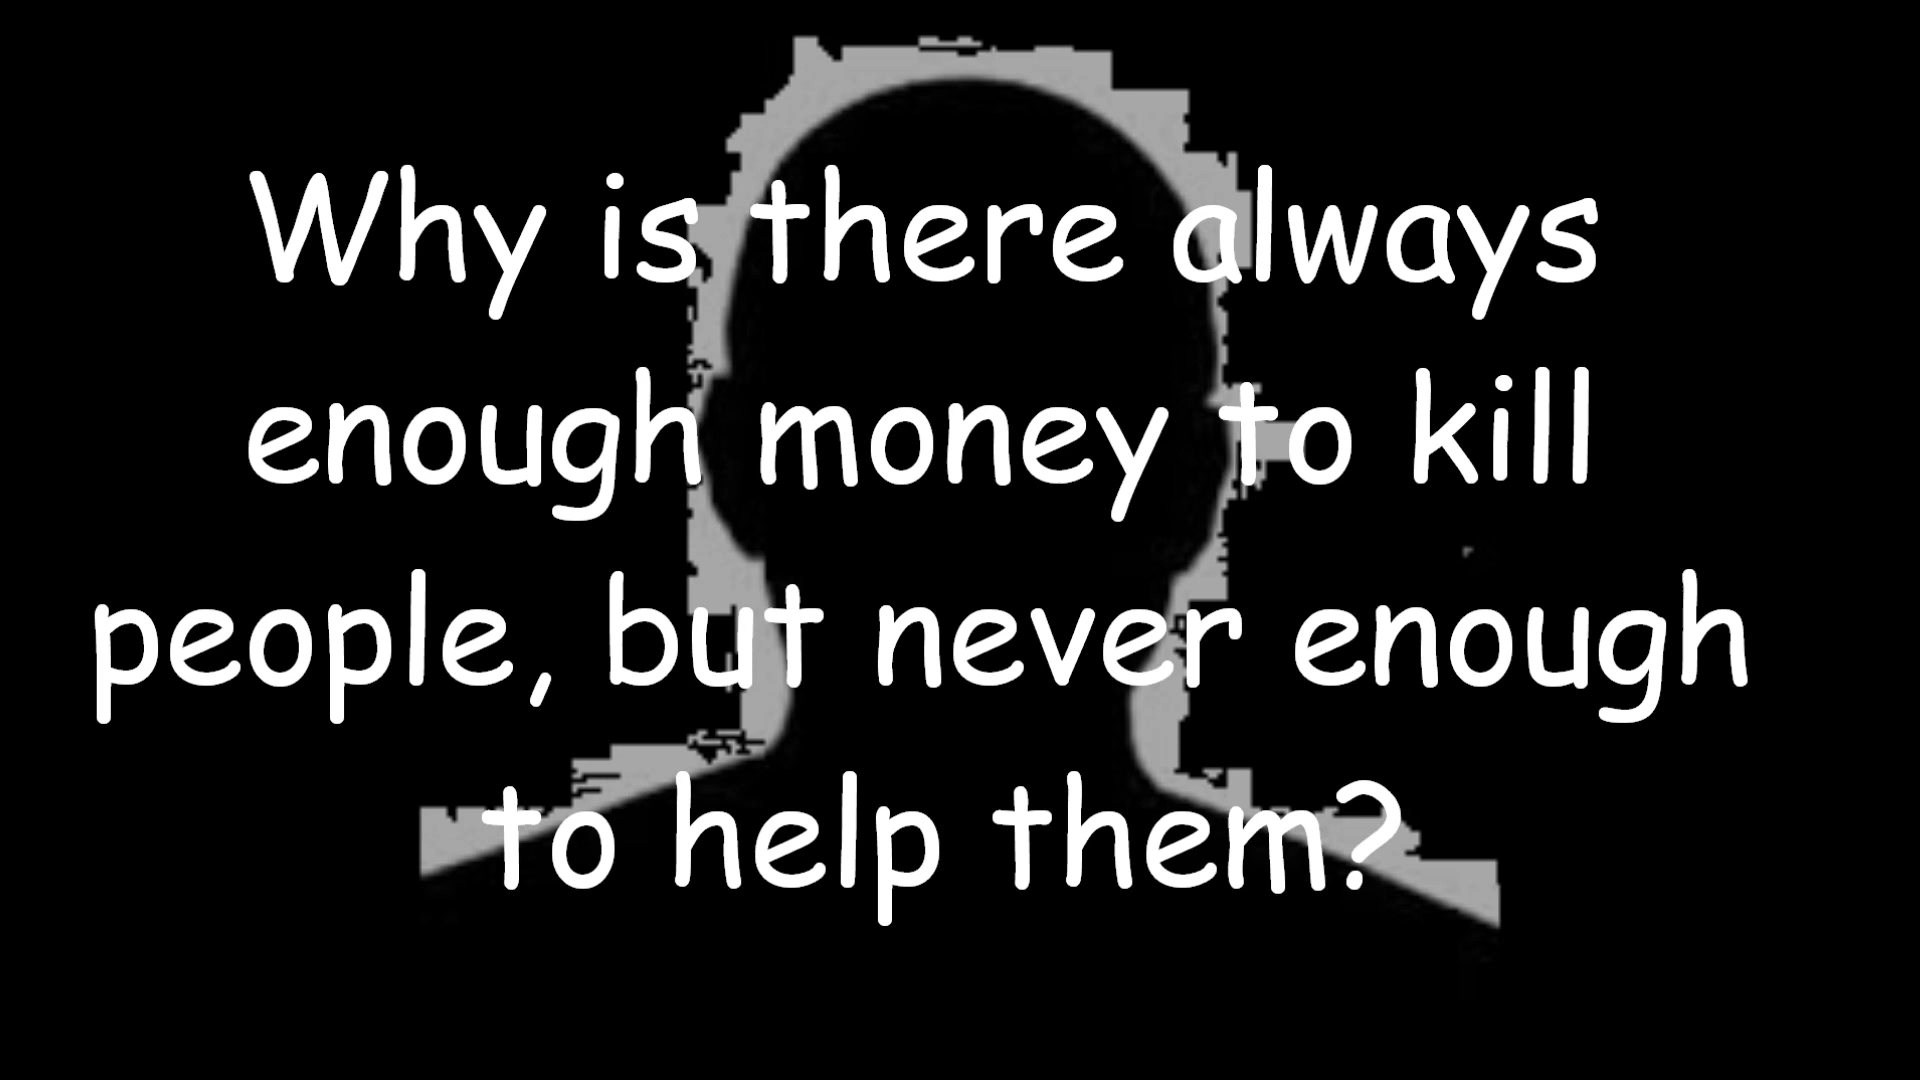 Why is there always
enough money to kill
people, but never enough
to help them?